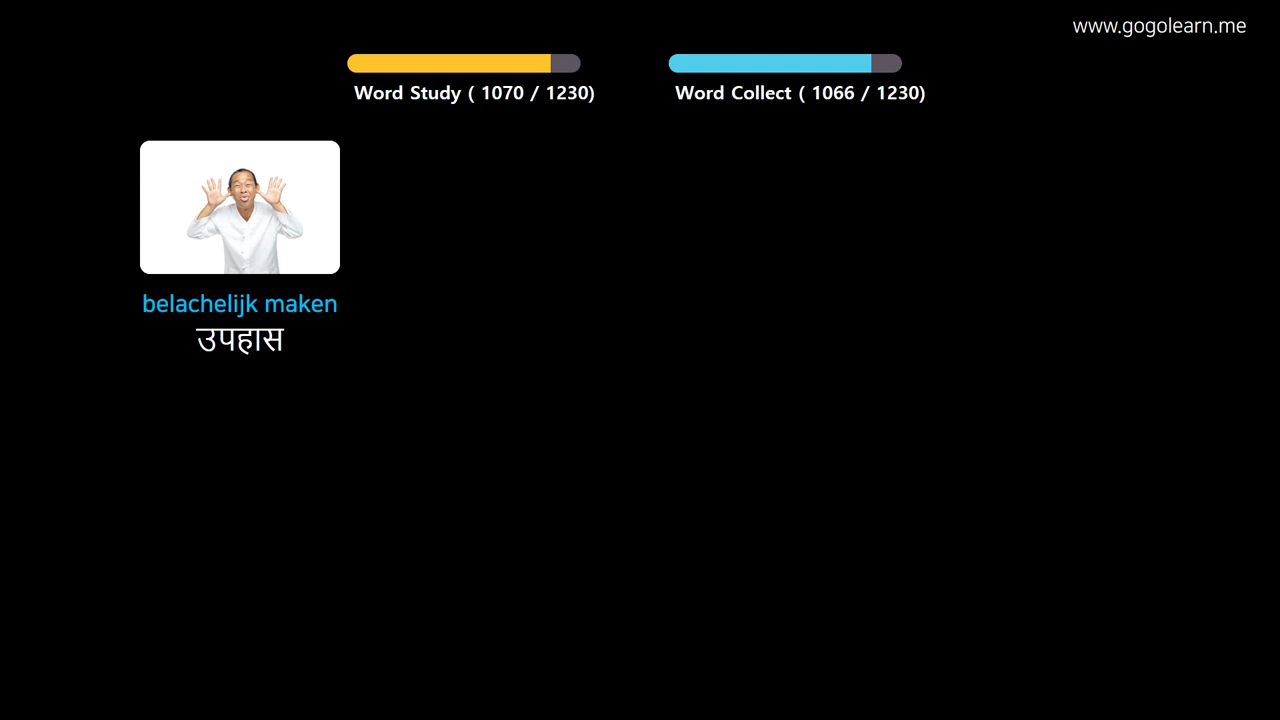 www.gogolearn.me
Word Study ( 1070 / 1230)
Word Collect ( 1066 / 1230)
belachelijk maken
उपहास